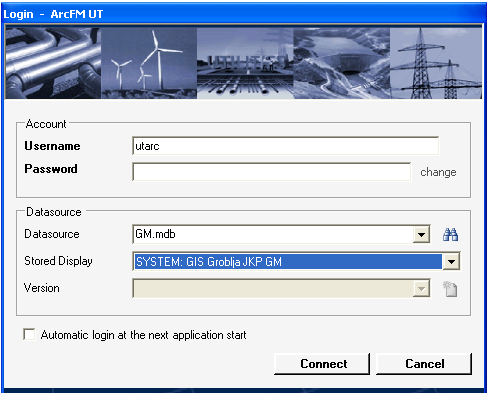 Login - ArcFM UT
Account
Username utarc
Password change
Datasource
Datasource GM.mdb
Stored Display SYSTEM: GIS Groblja JKP GM
Version
Automatic login at the next application start
Connect Cancel